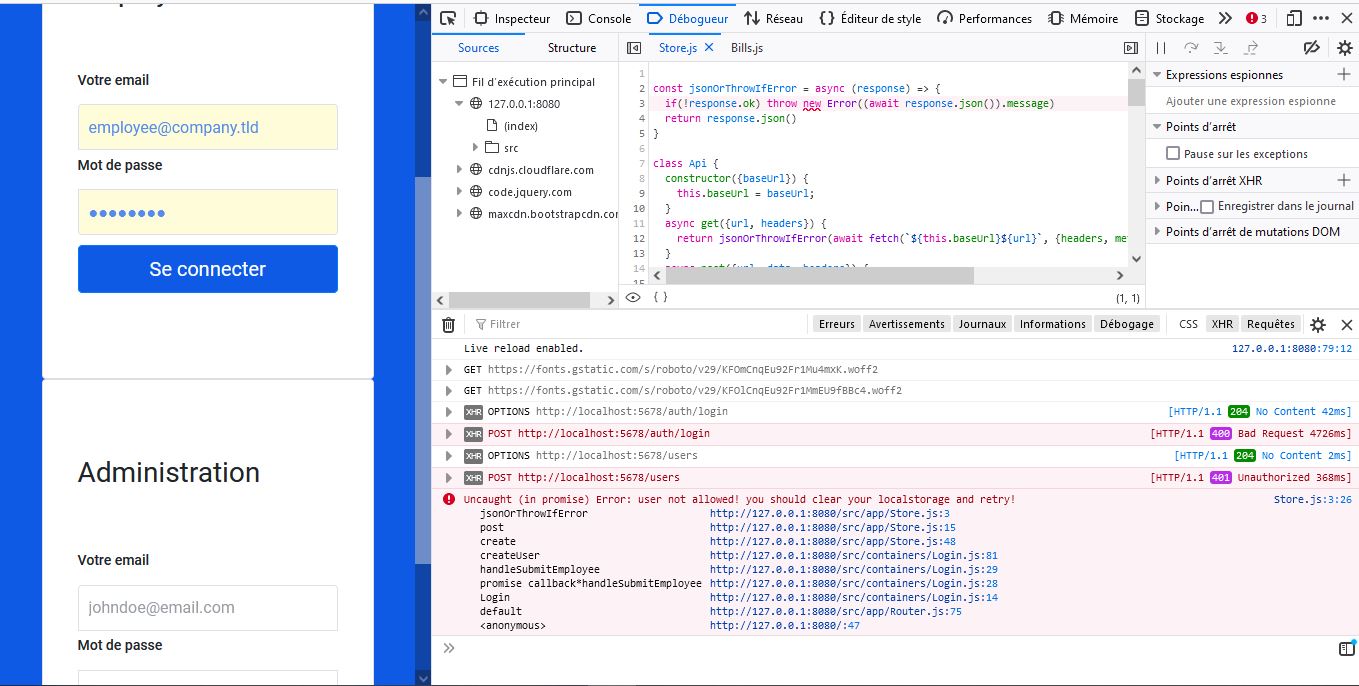 Votre email
employee@company.tld
Mot de passe
Se connecter
Administration
Votre email
johndoe@email.com
Mot de passe
Inspecteur Console Débogueur Réseau {} Éditeur de style Performances Mémoire Stockage 3
Sources Structure Store.js Bills.js
Fil d'exécution principal
127.0.0.1:8080
(index)
src
cdnjs.cloudflare.com
code.jquery.com
maxcdn.bootstrapcdn.cor
1
2 const jsonOrThrowIfError = async (response) => {
3 if(!response.ok) throw new Error((await response.json()).message)
4 return response.json()
5 }
6
7 class Api {
8 constructor({baseUrl}) {
9 this.baseUrl = baseUrl;
10 }
11 async get({url, headers}) {
12 return jsonOrThrowIfError(await fetch(`${this.baseUrl}${url}`, {headers, me
13 }
14 async post({url, data, headers}) {
15
{ } (1, 1)
Expressions espionnes
Ajouter une expression espionne
Points d'arrêt
Pause sur les exceptions
Points d'arrêt XHR
Poin... Enregistrer dans le journal
Points d'arrêt de mutations DOM
Filtrer Erreurs Avertissements Journaux Informations Débogage CSS XHR Requêtes
Live reload enabled. 127.0.0.1:8080:79:12
GET https://fonts.gstatic.com/s/roboto/v29/KFOmCnqEu92Fr1Mu4mxK.woff2
GET https://fonts.gstatic.com/s/roboto/v29/KFOlCnqEu92Fr1MmEU9fBBc4.woff2
XHR OPTIONS http://localhost:5678/auth/login [HTTP/1.1 204 No Content 42ms]
XHR POST http://localhost:5678/auth/login [HTTP/1.1 400 Bad Request 4726ms]
XHR OPTIONS http://localhost:5678/users [HTTP/1.1 204 No Content 2ms]
XHR POST http://localhost:5678/users [HTTP/1.1 401 Unauthorized 368ms]
Uncaught (in promise) Error: user not allowed! you should clear your localstorage and retry! Store.js:3:26
jsonOrThrowIfError http://127.0.0.1:8080/src/app/Store.js:3
post http://127.0.0.1:8080/src/app/Store.js:15
create http://127.0.0.1:8080/src/app/Store.js:48
createUser http://127.0.0.1:8080/src/containers/Login.js:81
handleSubmitEmployee http://127.0.0.1:8080/src/containers/Login.js:29
promise callback*handleSubmitEmployee http://127.0.0.1:8080/src/containers/Login.js:28
Login http://127.0.0.1:8080/src/containers/Login.js:14
default http://127.0.0.1:8080/src/app/Router.js:75
<anonymous> http://127.0.0.1:8080/:47